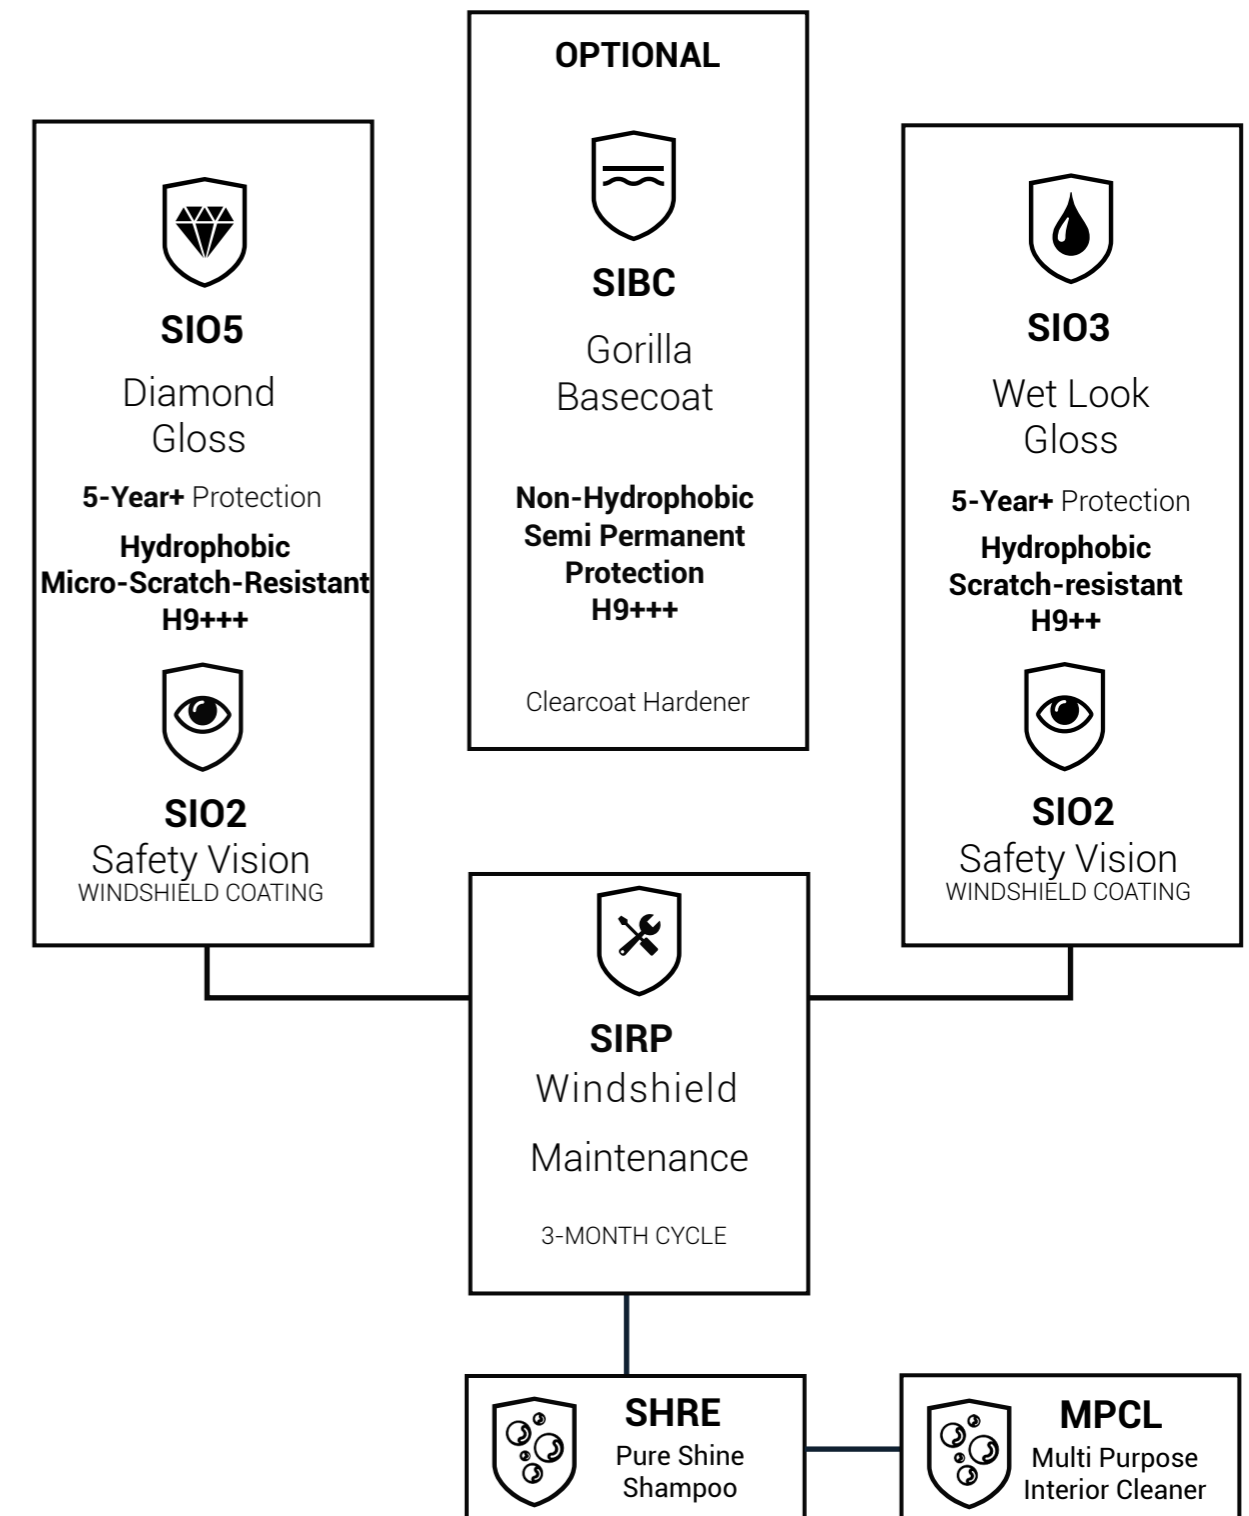 OPTIONAL
SIBC
Gorilla
Basecoat
Non-Hydrophobic
Semi Permanent
Protection
H9+++
Clearcoat Hardener
SIO5
Diamond
Gloss
5-Year+ Protection
Hydrophobic
Micro-Scratch-Resistant
H9+++
SIO2
Safety Vision
WINDSHIELD COATING
SIO3
Wet Look
Gloss
5-Year+ Protection
Hydrophobic
Scratch-resistant
H9++
SIO2
Safety Vision
WINDSHIELD COATING
SIRP
Windshield
Maintenance
3-MONTH CYCLE
SHRE
Pure Shine
Shampoo
MPCL
Multi Purpose
Interior Cleaner